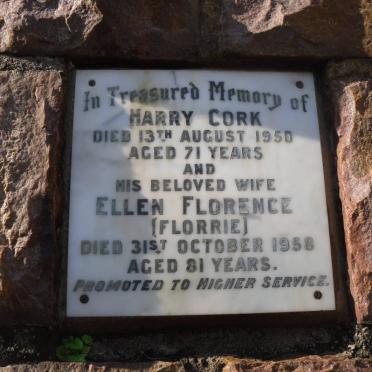 In Treasured Memory of
HARRY CORK
DIED 13TH AUGUST 1950
AGED 71 YEARS
AND
HIS BELOVED WIFE
ELLEN FLORENCE
(FLORRIE)
DIED 31ST OCTOBER 1958
AGED 81 YEARS.
PROMOTED TO HIGHER SERVICE.